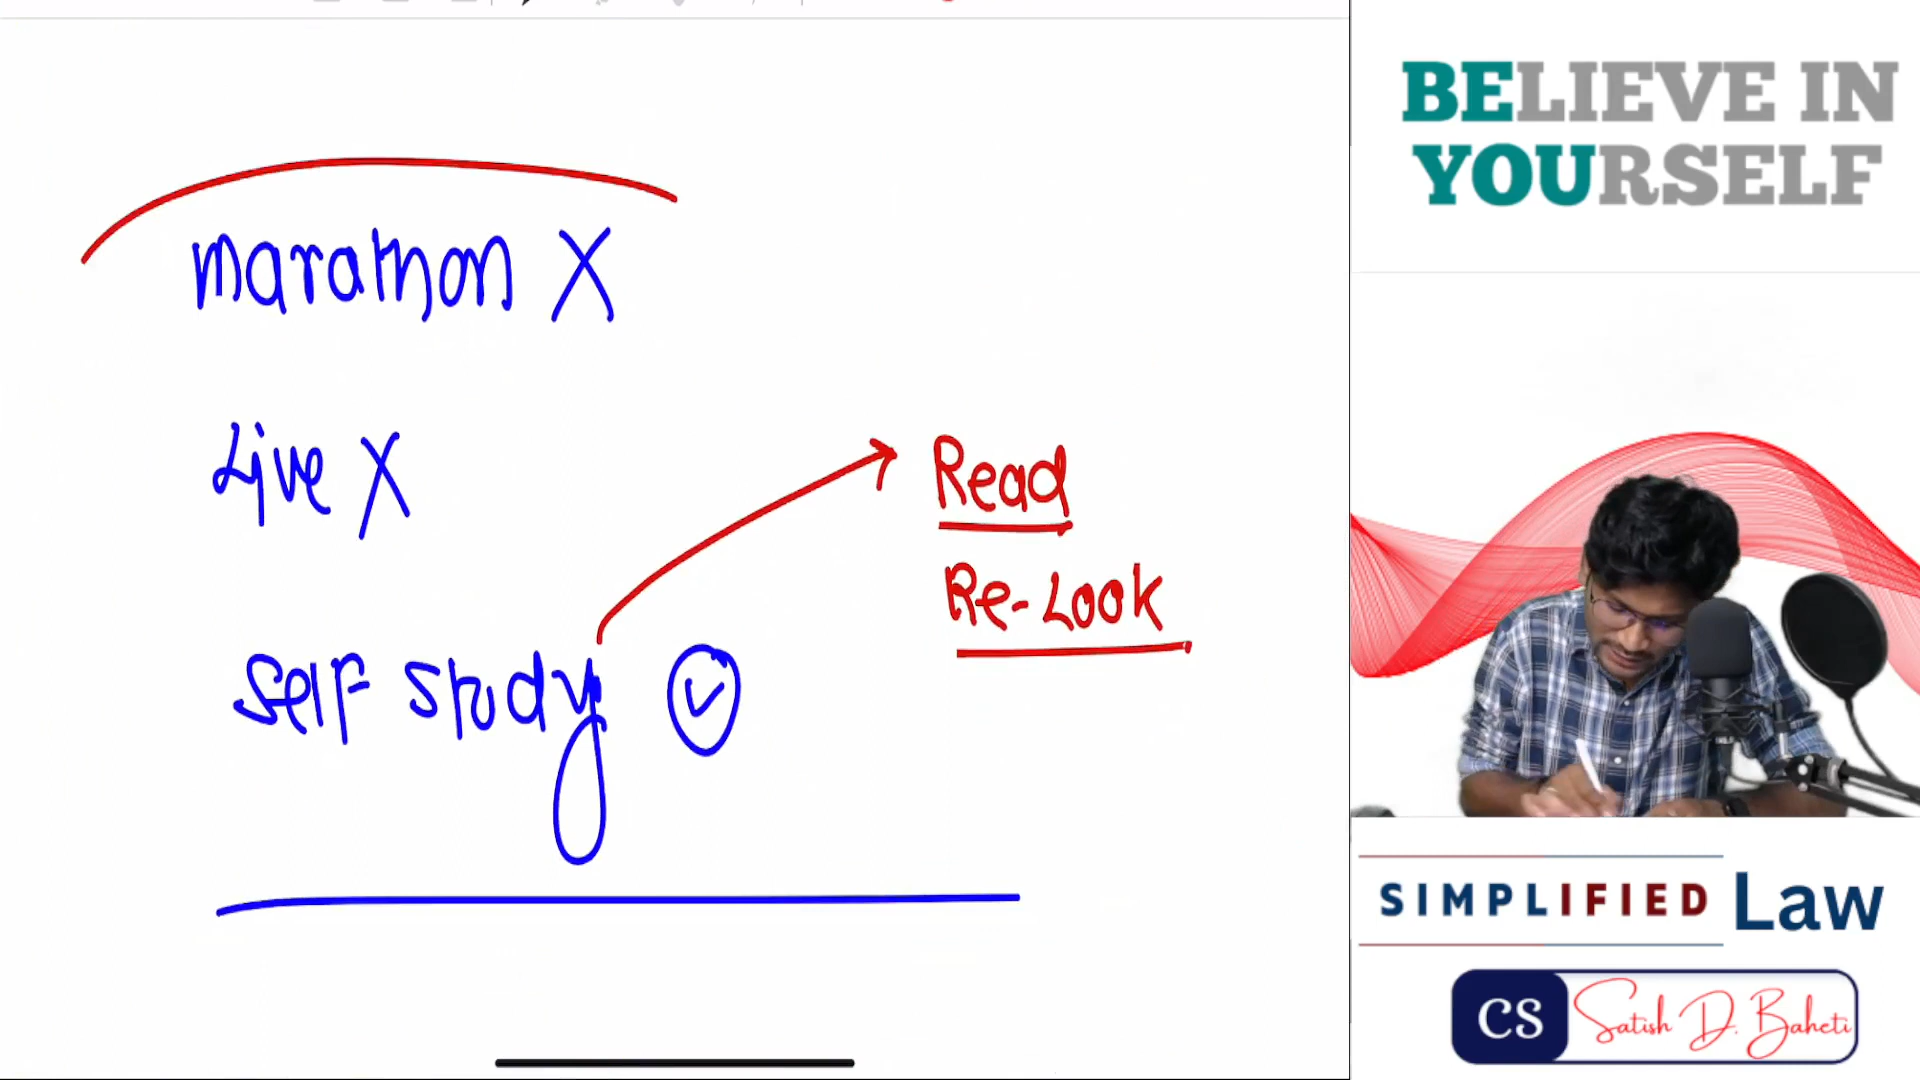 marathon X
Live X
Self study
Read
Re-Look
BELIEVE IN
YOURSELF
SIMPLIFIED Law
CS Satish D. Baheti